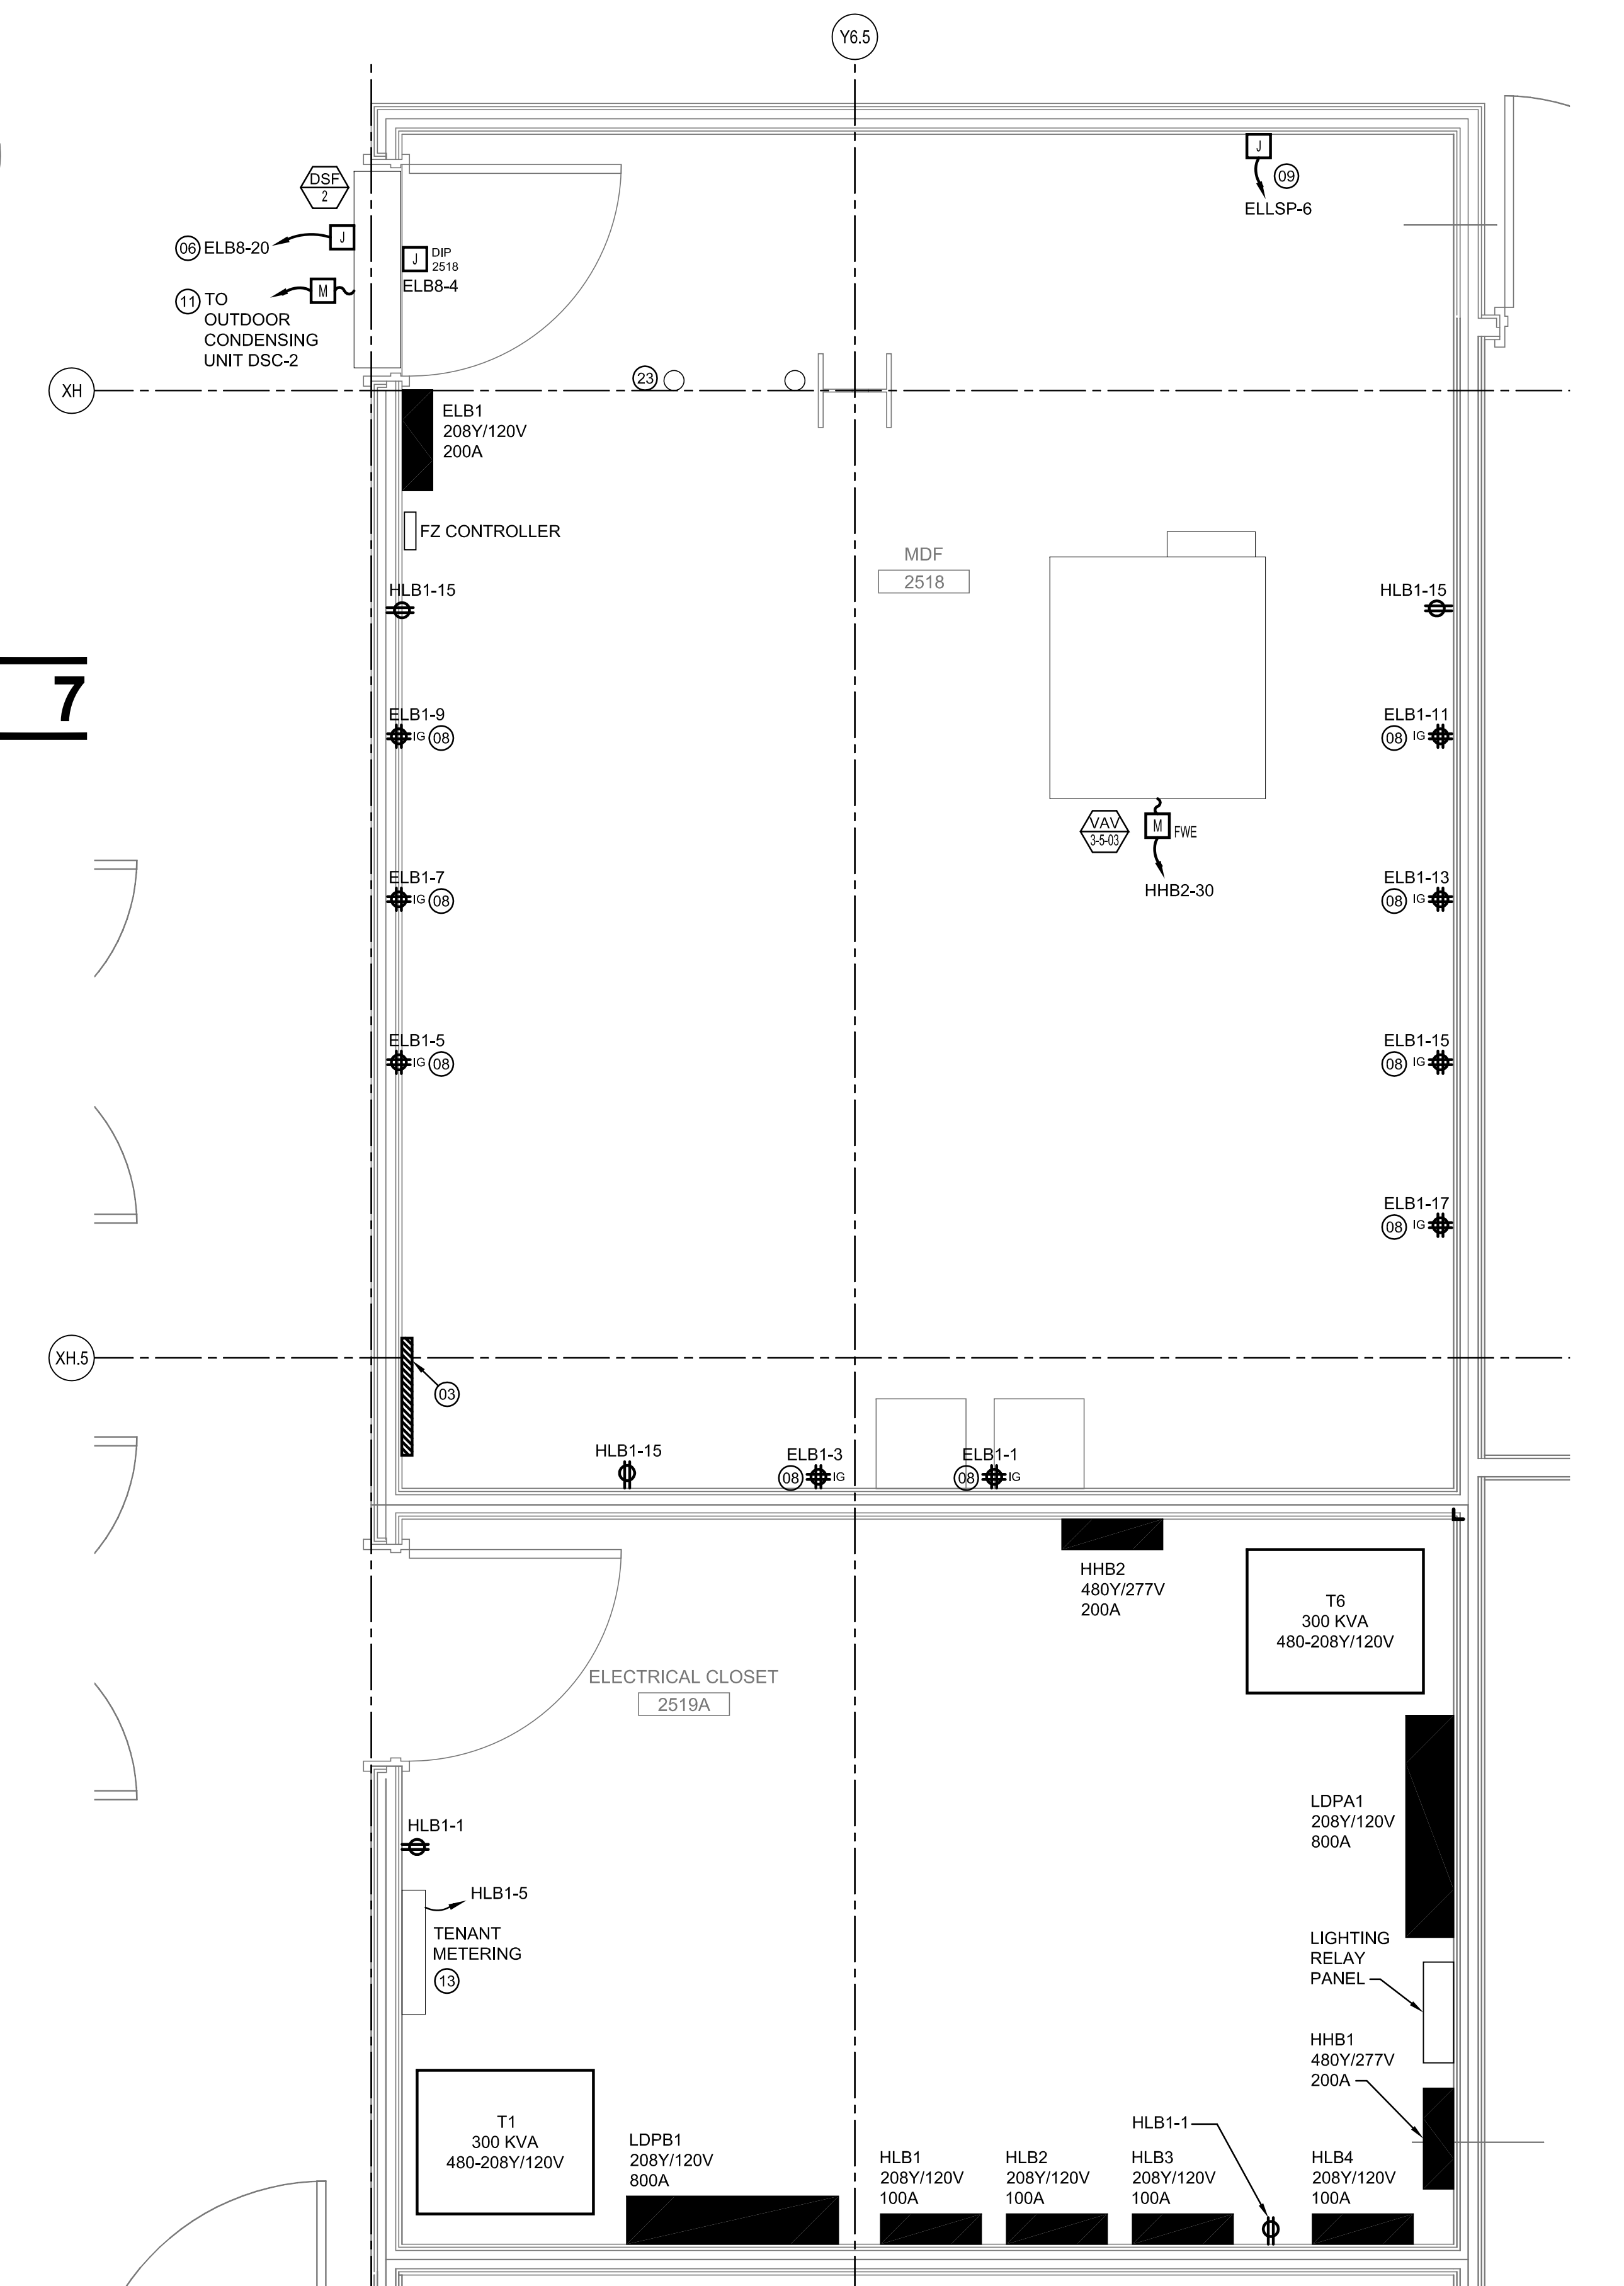 Y6.5
DSF
2
J
09
ELLSP-6
06 ELB8-20
J
J
DIP
2518
ELB8-4
M
11 TO
OUTDOOR
CONDENSING
UNIT DSC-2
XH
23
ELB1
208Y/120V
200A
FZ CONTROLLER
MDF
2518
HLB1-15
HLB1-15
7
ELB1-9
IG 08
ELB1-11
08 IG
VAV
3-5-03
M
FWE
HHB2-30
ELB1-7
IG 08
ELB1-13
08 IG
ELB1-5
IG 08
ELB1-15
08 IG
ELB1-17
08 IG
XH.5
03
HLB1-15
ELB1-3
08 IG
ELB1-1
08 IG
HHB2
480Y/277V
200A
T6
300 KVA
480-208Y/120V
ELECTRICAL CLOSET
2519A
LDPA1
208Y/120V
800A
HLB1-1
HLB1-5
TENANT
METERING
13
LIGHTING
RELAY
PANEL
HHB1
480Y/277V
200A
T1
300 KVA
480-208Y/120V
LDPB1
208Y/120V
800A
HLB1-1
HLB1
208Y/120V
100A
HLB2
208Y/120V
100A
HLB3
208Y/120V
100A
HLB4
208Y/120V
100A